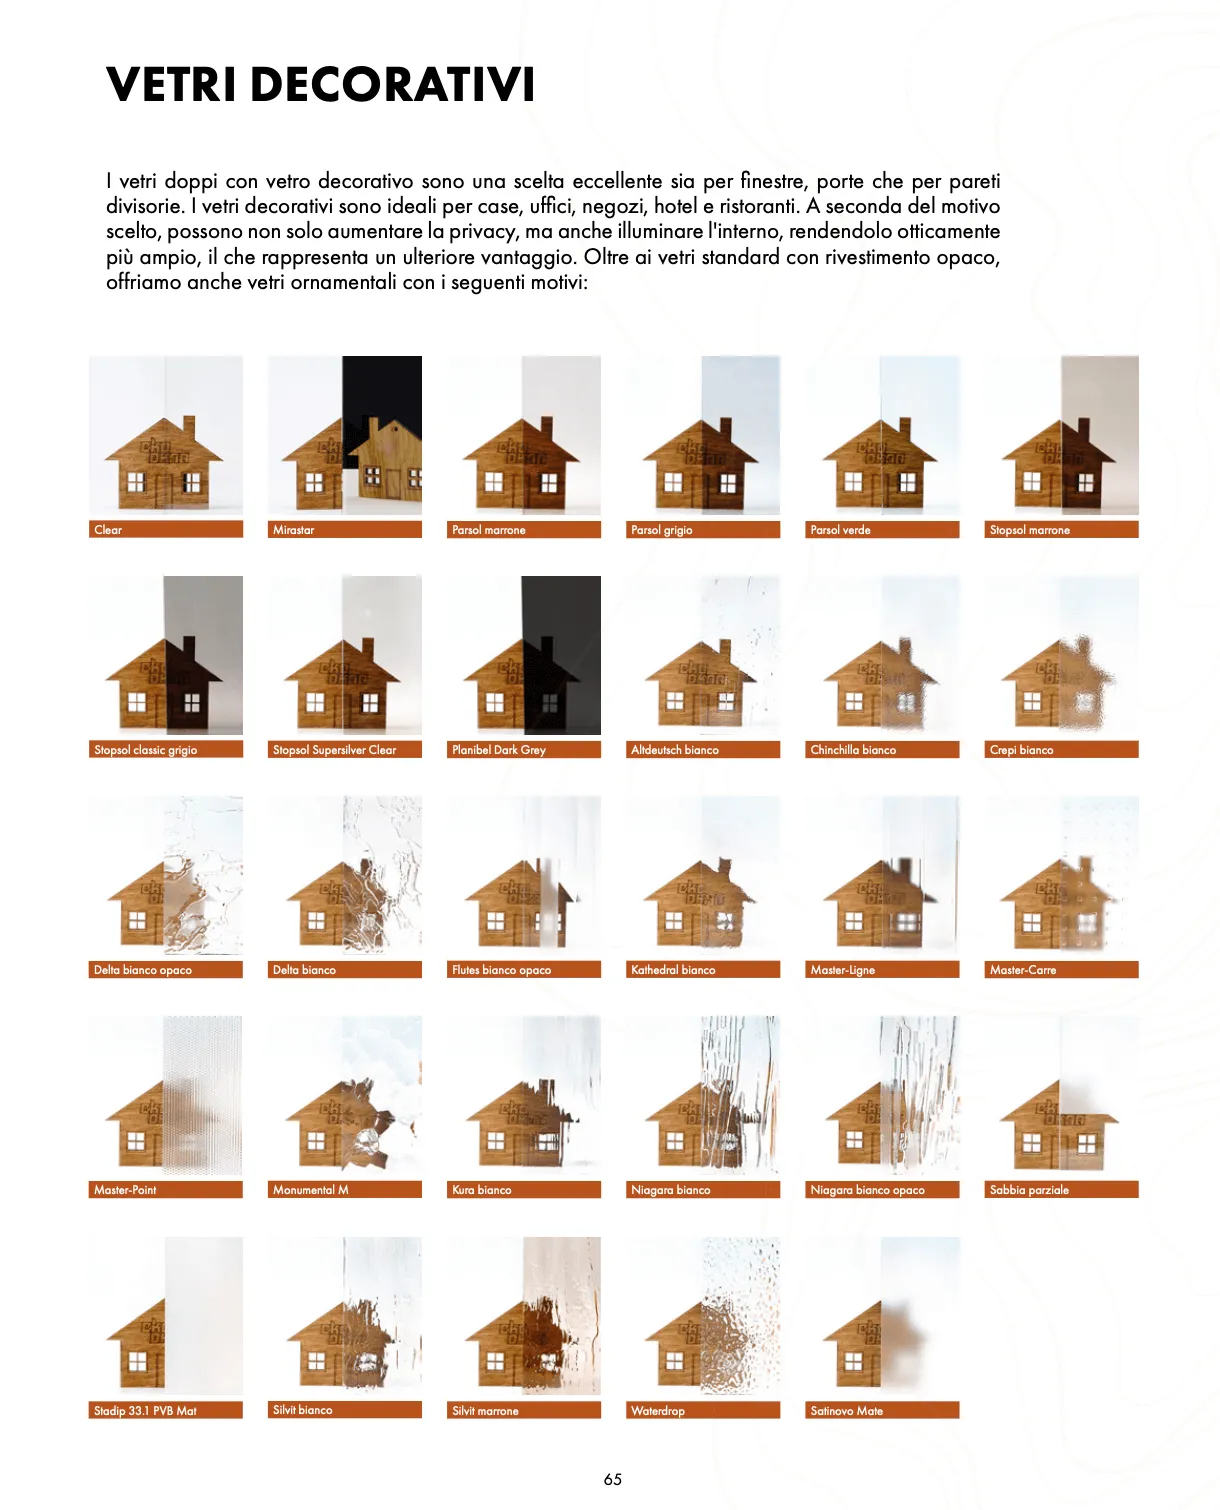 VETRI DECORATIVI
I vetri doppi con vetro decorativo sono una scelta eccellente sia per finestre, porte che per pareti
divisorie. I vetri decorativi sono ideali per case, uffici, negozi, hotel e ristoranti. A seconda del motivo
scelto, possono non solo aumentare la privacy, ma anche illuminare l'interno, rendendolo otticamente
più ampio, il che rappresenta un ulteriore vantaggio. Oltre ai vetri standard con rivestimento opaco,
offriamo anche vetri ornamentali con i seguenti motivi:
Clear
Mirastar
Parsol marrone
Parsol grigio
Parsol verde
Stopsol marrone
Stopsol classic grigio
Stopsol Supersilver Clear
Planibel Dark Grey
Altdeutsch bianco
Chinchilla bianco
Crepi bianco
Delta bianco opaco
Delta bianco
Flutes bianco opaco
Kathedral bianco
Master-Ligne
Master-Carre
Master-Point
Monumental M
Kura bianco
Niagara bianco
Niagara bianco opaco
Sabbia parziale
Stadip 33.1 PVB Mat
Silvit bianco
Silvit marrone
Waterdrop
Satinovo Mate
65